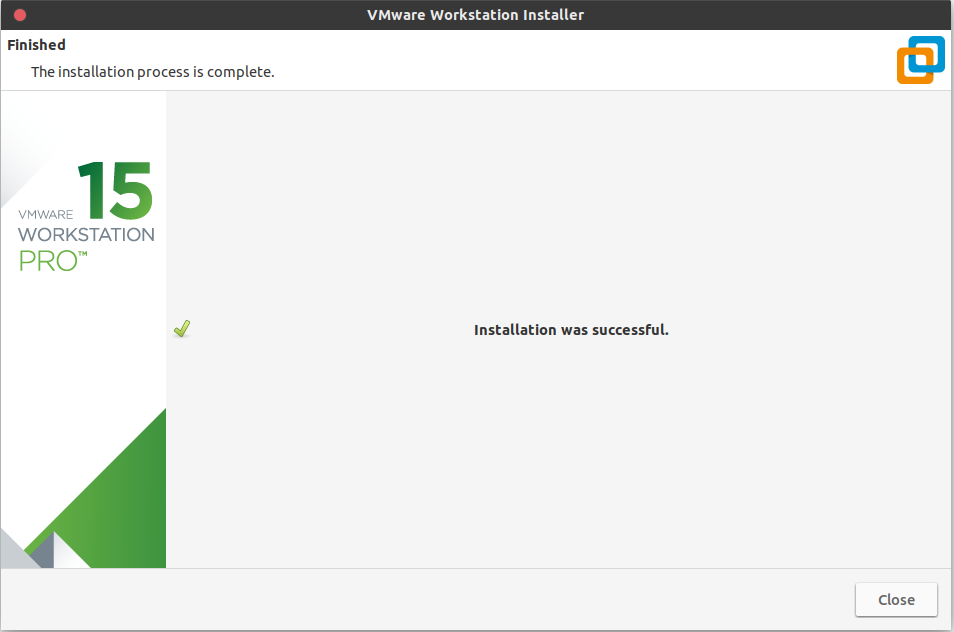 VMware Workstation Installer
Finished
The installation process is complete.
15
VMWARE
WORKSTATION
PRO™
Installation was successful.
Close